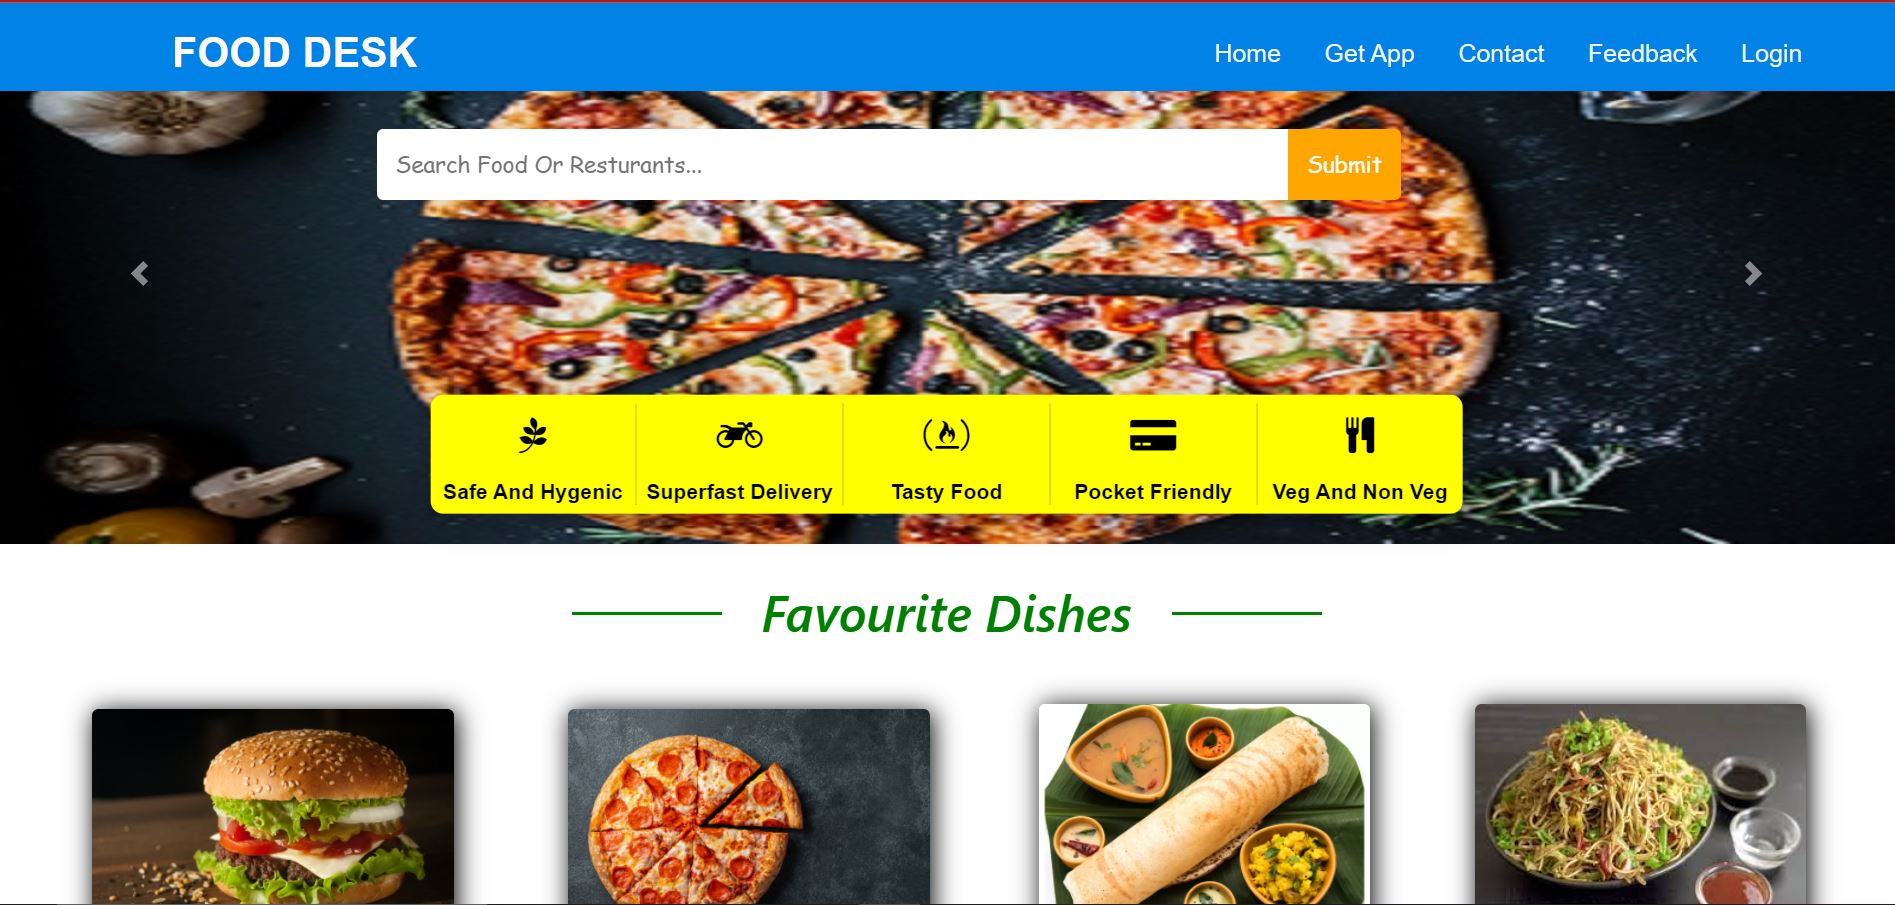 FOOD DESK
Home Get App Contact Feedback Login
Search Food Or Resturants...
Submit
Safe And Hygenic
Superfast Delivery
Tasty Food
Pocket Friendly
Veg And Non Veg
Favourite Dishes